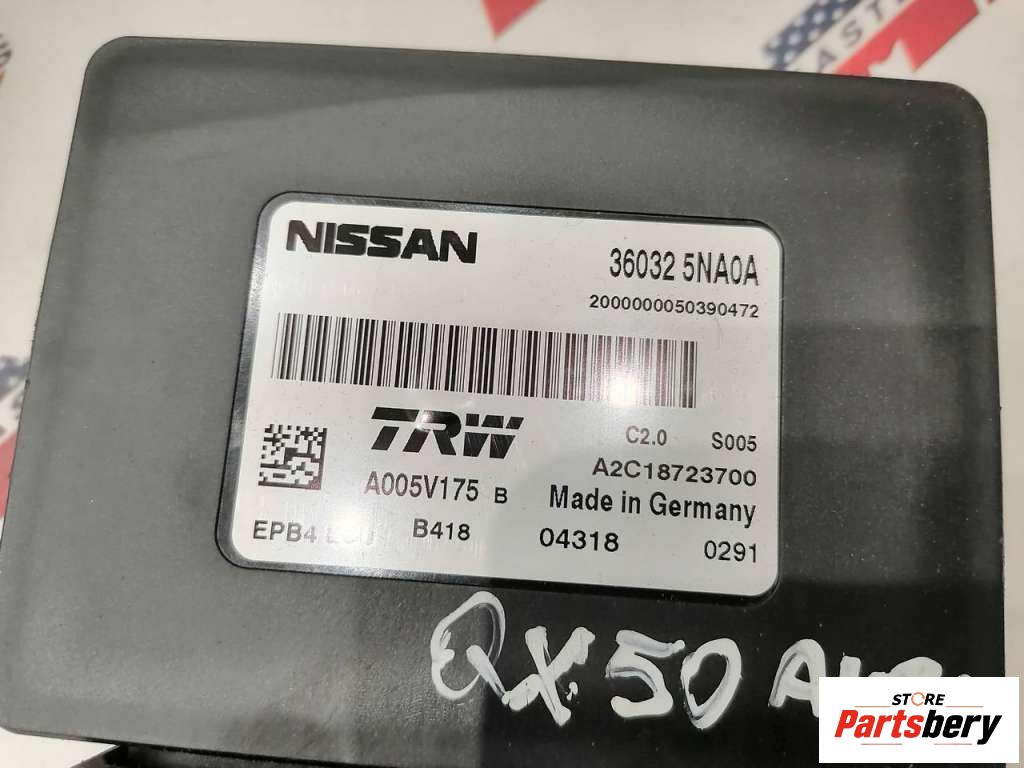 NISSAN
36032 5NA0A
2000000050390472
TRW
C2.0 S005
A2C18723700
A005V175 B
Made in Germany
EPB4 B418 04318 0291
QX50
STORE
Partsbery